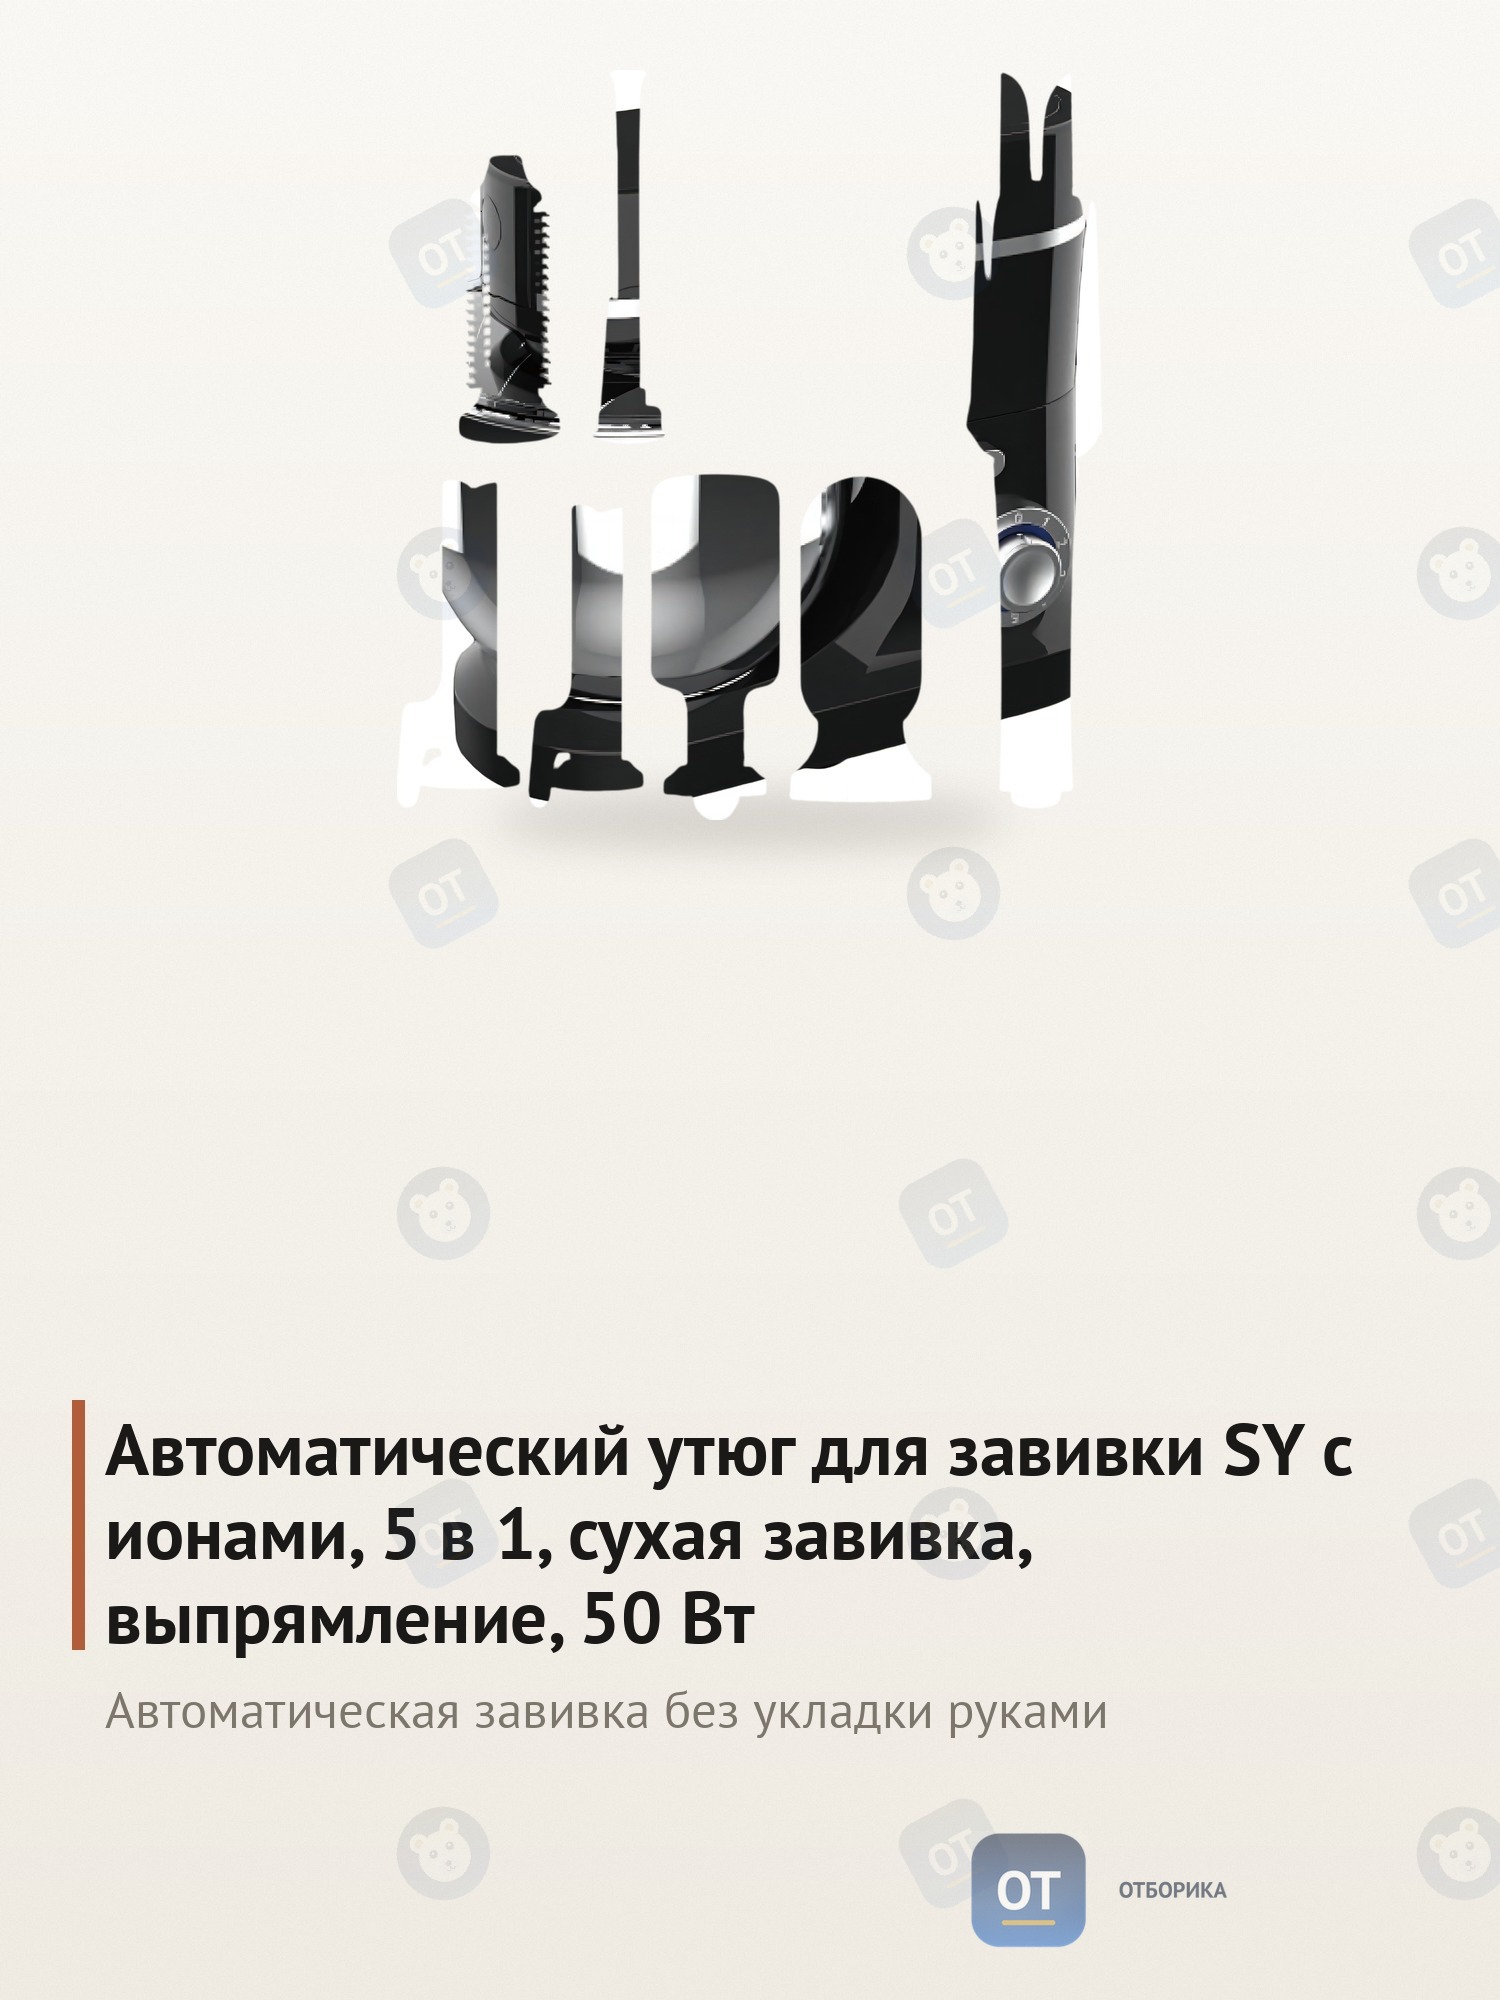 Автоматический утюг для завивки SY с
ионами, 5 в 1, сухая завивка,
выпрямление, 50 Вт
Автоматическая завивка без укладки руками
ОТ
ОТБОРИКА